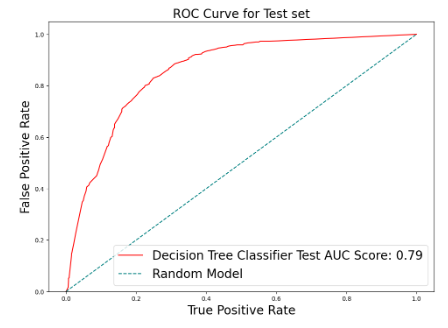 ROC Curve for Test set
False Positive Rate
1.0
0.8
0.6
0.4
0.2
0.0
Decision Tree Classifier Test AUC Score: 0.79
Random Model
0.0 0.2 0.4 0.6 0.8 1.0
True Positive Rate